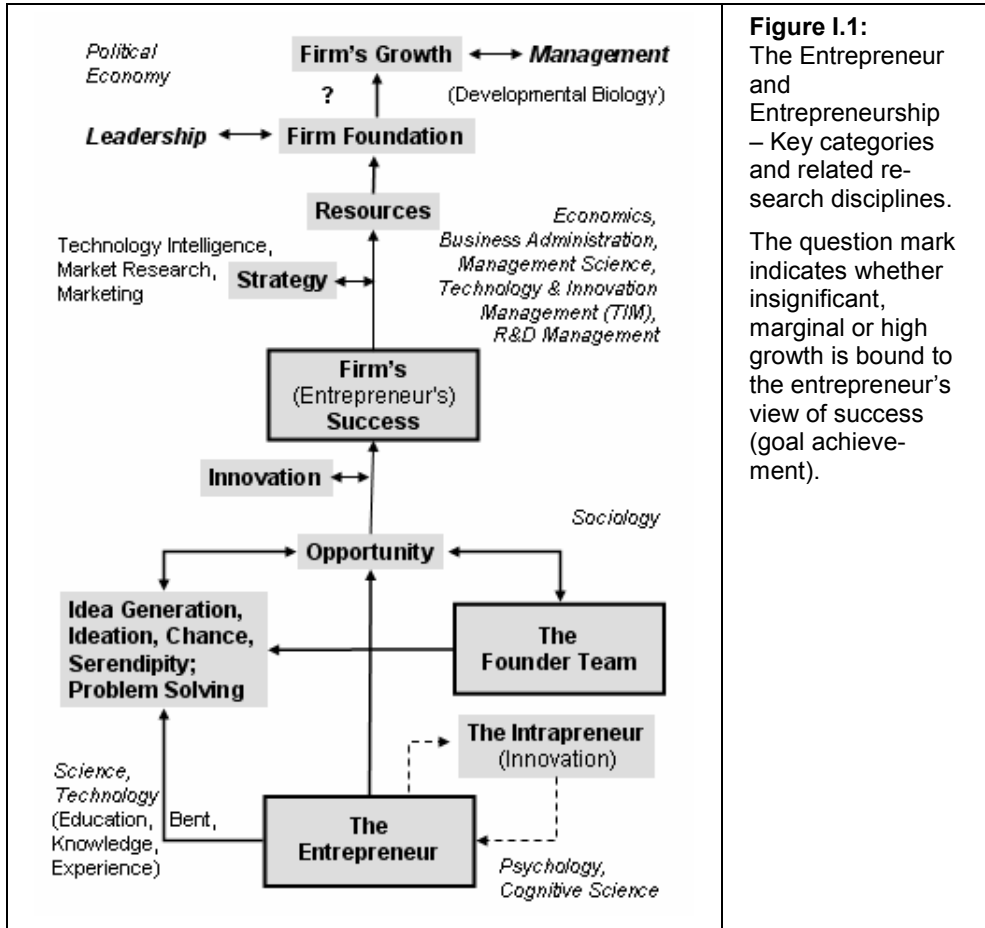 Political
Economy
Firm's Growth
Management
?
(Developmental Biology)
Leadership
Firm Foundation
Resources
Economics,
Business Administration,
Management Science,
Technology & Innovation
Management (TIM),
R&D Management
Technology Intelligence,
Market Research,
Marketing
Strategy
Firm's
(Entrepreneur's)
Success
Innovation
Sociology
Opportunity
Idea Generation,
Ideation, Chance,
Serendipity;
Problem Solving
The
Founder Team
The Intrapreneur
(Innovation)
Science,
Technology
(Education, Bent,
Knowledge,
Experience)
The
Entrepreneur
Psychology,
Cognitive Science
Figure I.1:
The Entrepreneur
and
Entrepreneurship
– Key categories
and related re-
search disciplines.
The question mark
indicates whether
insignificant,
marginal or high
growth is bound to
the entrepreneur’s
view of success
(goal achieve-
ment).